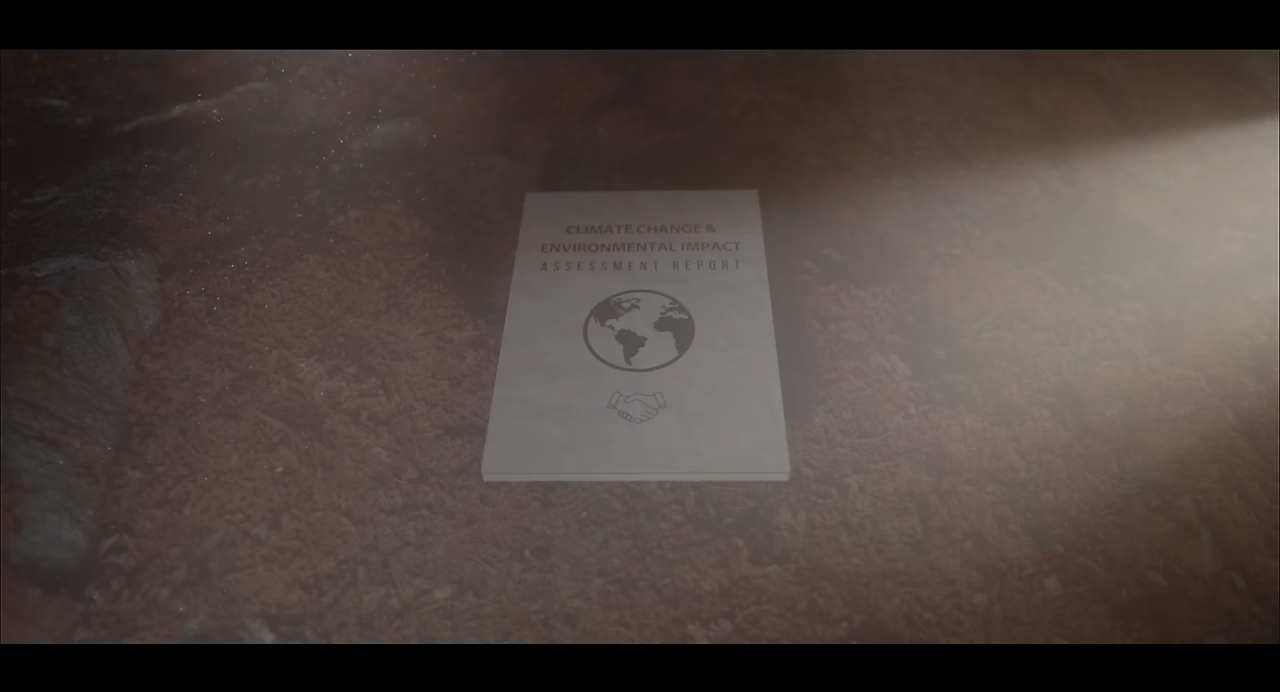 CLIMATE CHANGE &
ENVIRONMENTAL IMPACT
ASSESSMENT REPORT